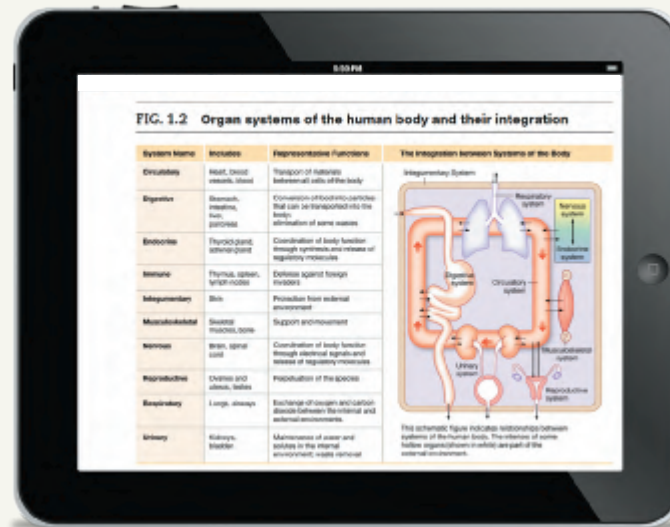 5:50 PM
FIG. 1.2 Organ systems of the human body and their integration
System Name Includes Representative Functions The Integration between Systems of the Body
Circulatory Heart, blood Transport of materials
vessels, blood between all cells of the body
Digestive Stomach, Conversion of food into particles
intestine, that can be transported into the
liver, body;
pancreas elimination of some wastes
Endocrine Thyroid gland, Coordination of body function
adrenal gland through synthesis and release of
regulatory molecules
Immune Thymus, spleen, Defense against foreign
lymph nodes invaders
Integumentary Skin Protection from external
environment
Musculoskeletal Skeletal Support and movement
muscles, bone
Nervous Brain, spinal Coordination of body function
cord through electrical signals and
release of regulatory molecules
Reproductive Ovaries and Perpetuation of the species
uterus, testes
Respiratory Lungs, airways Exchange of oxygen and carbon
dioxide between the internal and
external environments
Urinary Kidneys, Maintenance of water and
bladder solutes in the internal
environment; waste removal
Integumentary System
Respiratory
system
Nervous
system
Endocrine
system
Digestive
system
Circulatory
system
Musculoskeletal
system
Urinary
system
Reproductive
system
This schematic figure indicates relationships between
systems of the human body. The interiors of some
hollow organs (shown in white) are part of the
external environment.